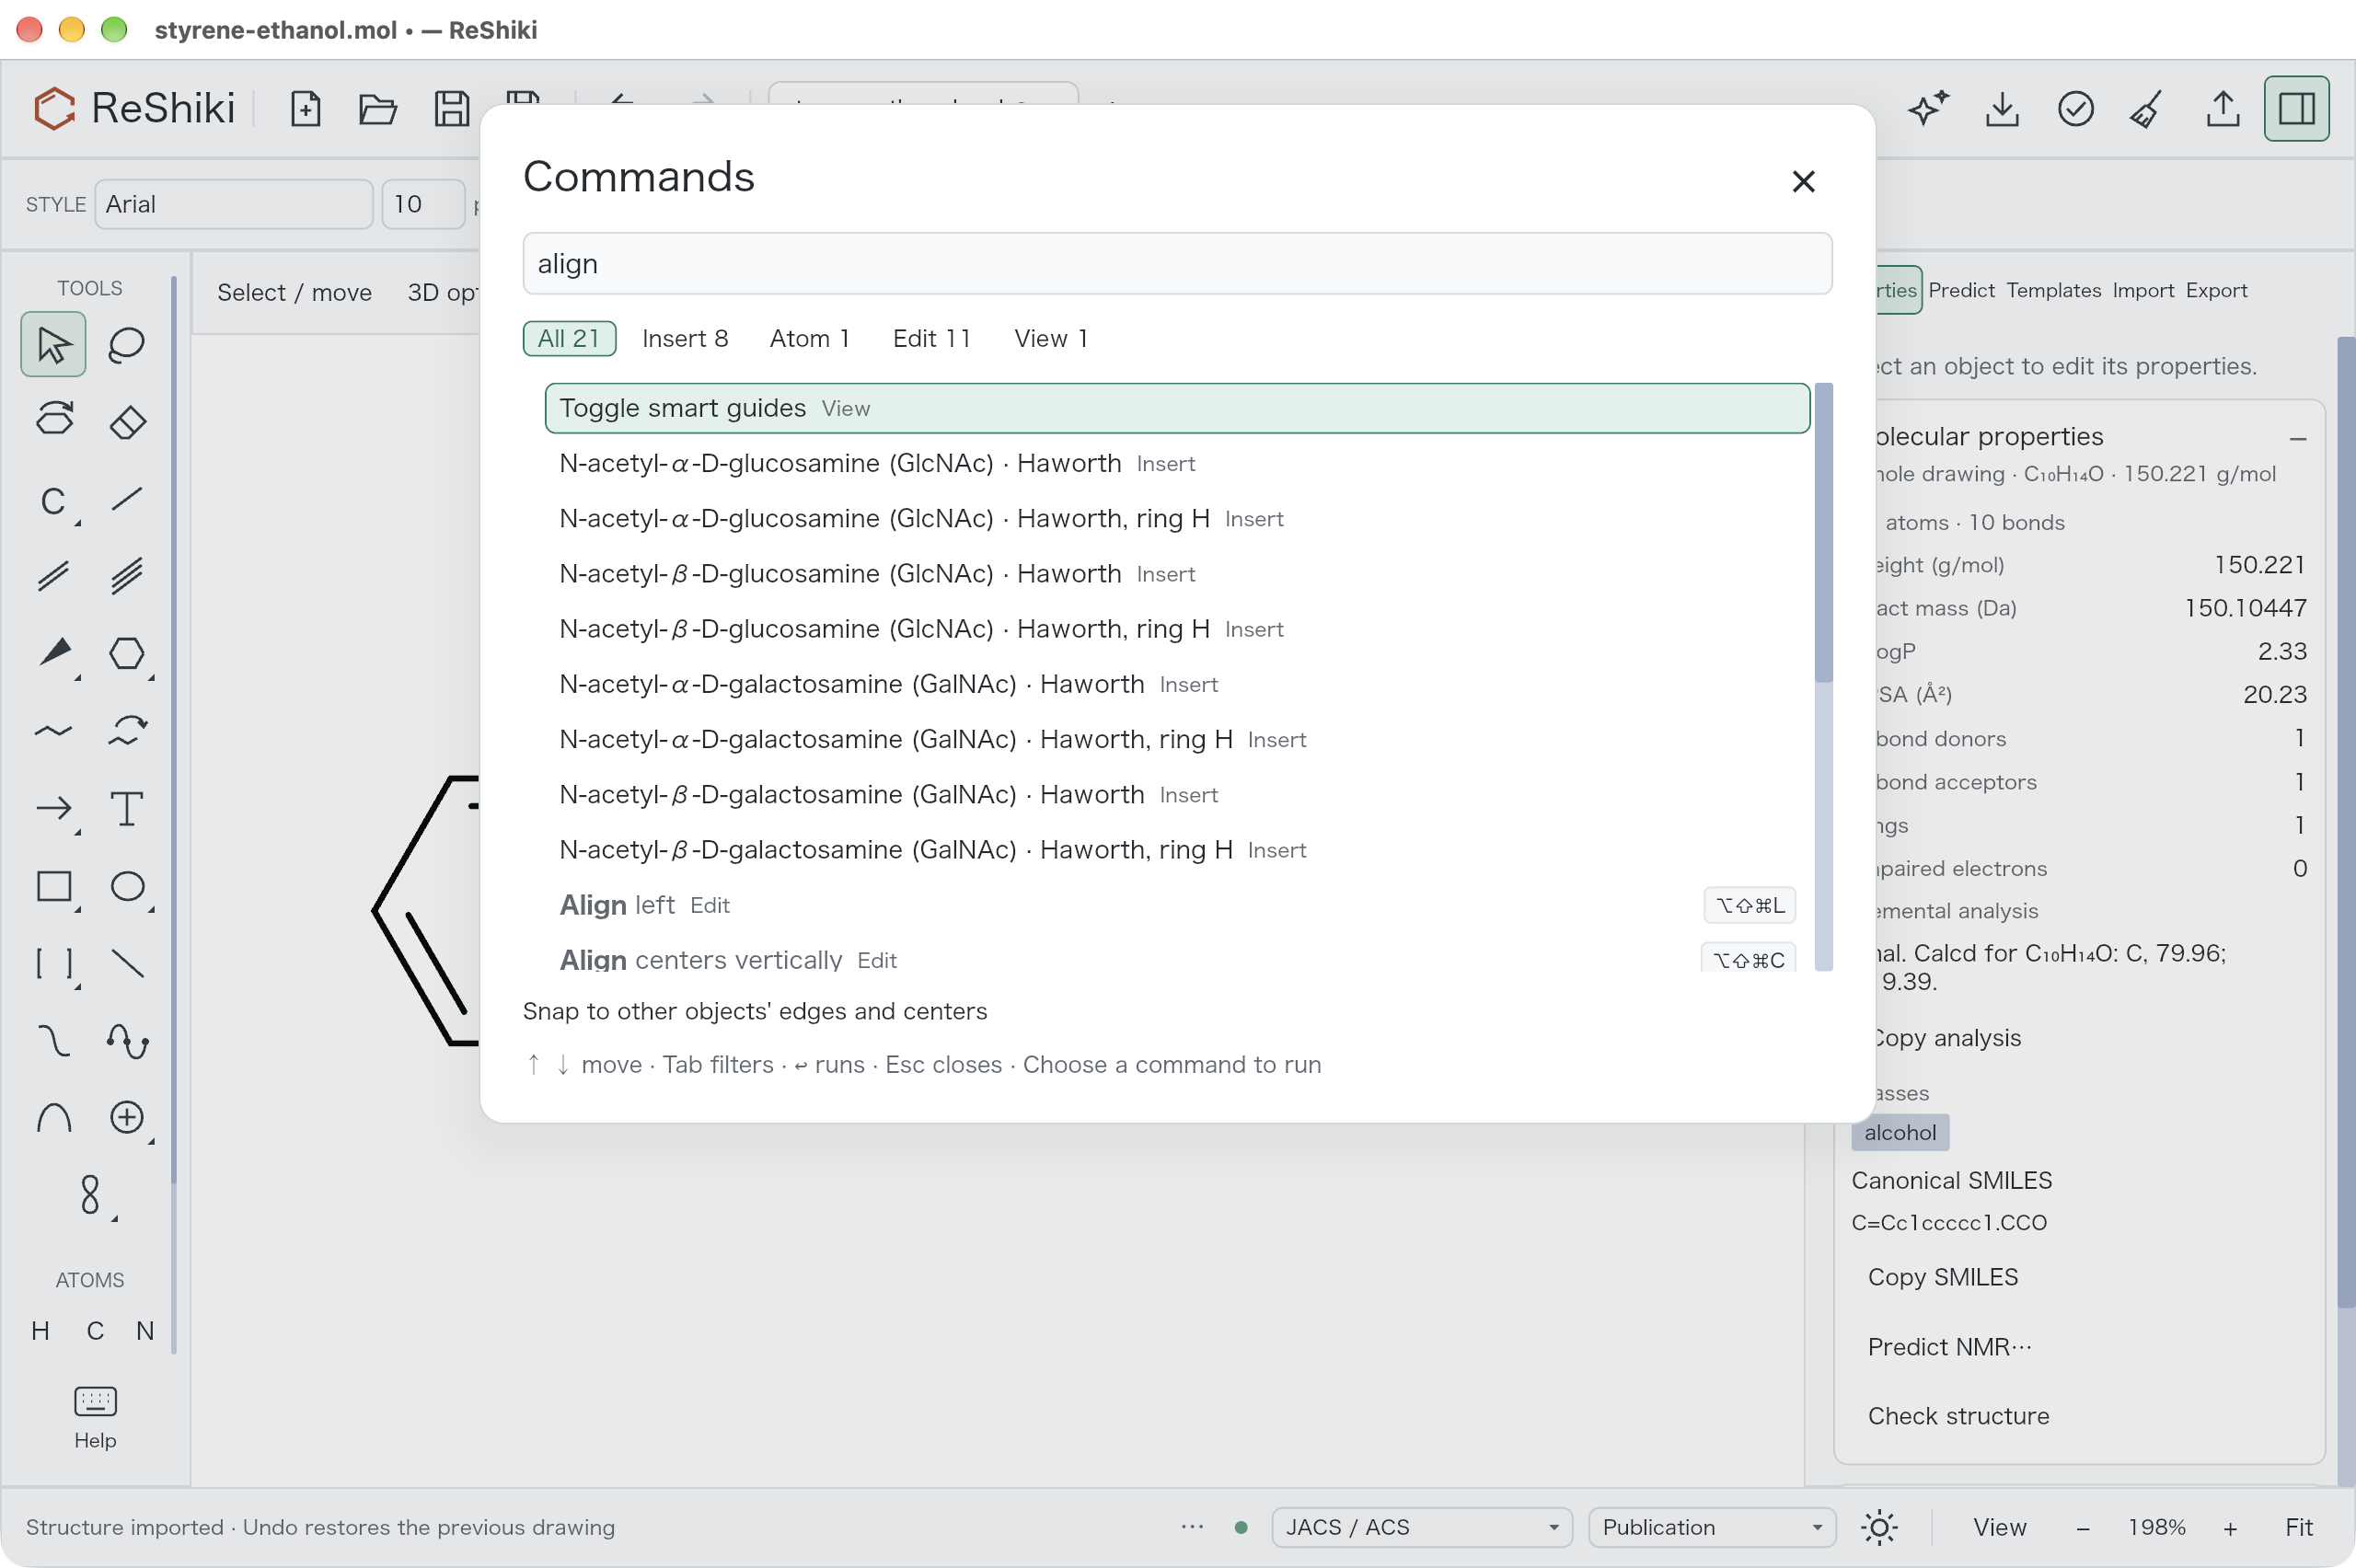 styrene-ethanol.mol • — ReShiki
ReShiki
STYLE Arial 10
Commands
align
All 21 Insert 8 Atom 1 Edit 11 View 1
Toggle smart guides View
N-acetyl-α-D-glucosamine (GlcNAc) · Haworth Insert
N-acetyl-α-D-glucosamine (GlcNAc) · Haworth, ring H Insert
N-acetyl-β-D-glucosamine (GlcNAc) · Haworth Insert
N-acetyl-β-D-glucosamine (GlcNAc) · Haworth, ring H Insert
N-acetyl-α-D-galactosamine (GalNAc) · Haworth Insert
N-acetyl-α-D-galactosamine (GalNAc) · Haworth, ring H Insert
N-acetyl-β-D-galactosamine (GalNAc) · Haworth Insert
N-acetyl-β-D-galactosamine (GalNAc) · Haworth, ring H Insert
Align left Edit ⌥⇧⌘L
Align centers vertically Edit ⌥⇧⌘C
Snap to other objects' edges and centers
↑ ↓ move · Tab filters · ↩ runs · Esc closes · Choose a command to run
TOOLS
C
T
[ ]
ATOMS
H C N
Help
Select / move 3D opt
rties Predict Templates Import Export
ect an object to edit its properties.
olecular properties –
hole drawing · C₁₀H₁₄O · 150.221 g/mol
atoms · 10 bonds
eight (g/mol) 150.221
act mass (Da) 150.10447
ogP 2.33
SA (Å²) 20.23
bond donors 1
bond acceptors 1
ngs 1
npaired electrons 0
emental analysis
nal. Calcd for C₁₀H₁₄O: C, 79.96;
9.39.
Copy analysis
asses
alcohol
Canonical SMILES
C=Cc1ccccc1.CCO
Copy SMILES
Predict NMR···
Check structure
Structure imported · Undo restores the previous drawing
··· JACS / ACS Publication View − 198% + Fit